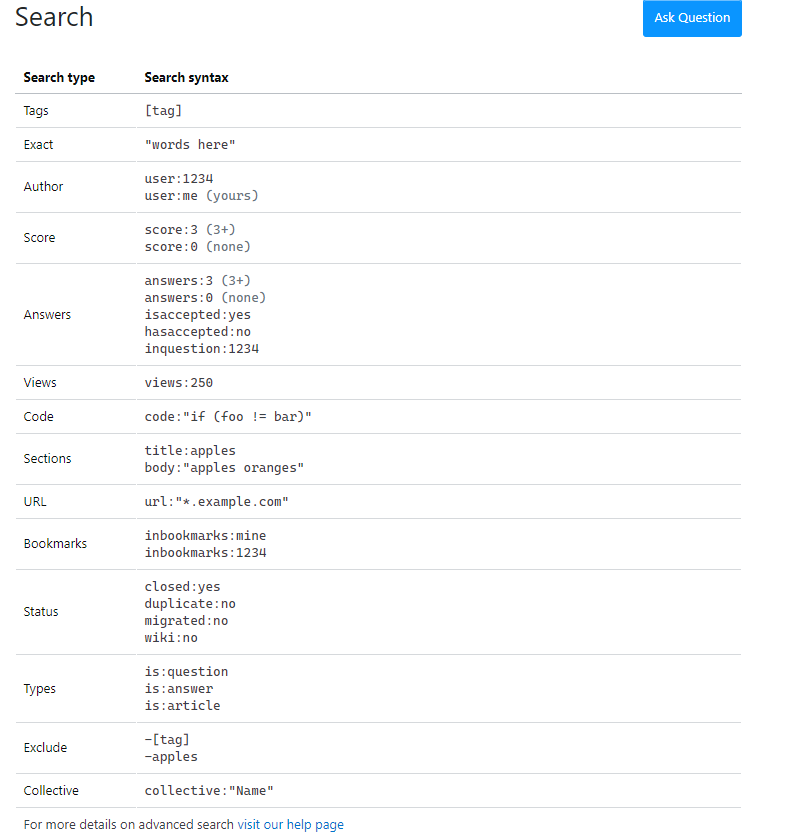 Search
Ask Question
Search type Search syntax
Tags [tag]
Exact "words here"
Author
user:1234
user:me (yours)
Score
score:3 (3+)
score:0 (none)
Answers
answers:3 (3+)
answers:0 (none)
isaccepted:yes
hasaccepted:no
inquestion:1234
Views views:250
Code code:"if (foo != bar)"
Sections
title:apples
body:"apples oranges"
URL url:"*.example.com"
Bookmarks
inbookmarks:mine
inbookmarks:1234
Status
closed:yes
duplicate:no
migrated:no
wiki:no
Types
is:question
is:answer
is:article
Exclude
-[tag]
-apples
Collective collective:"Name"
For more details on advanced search visit our help page